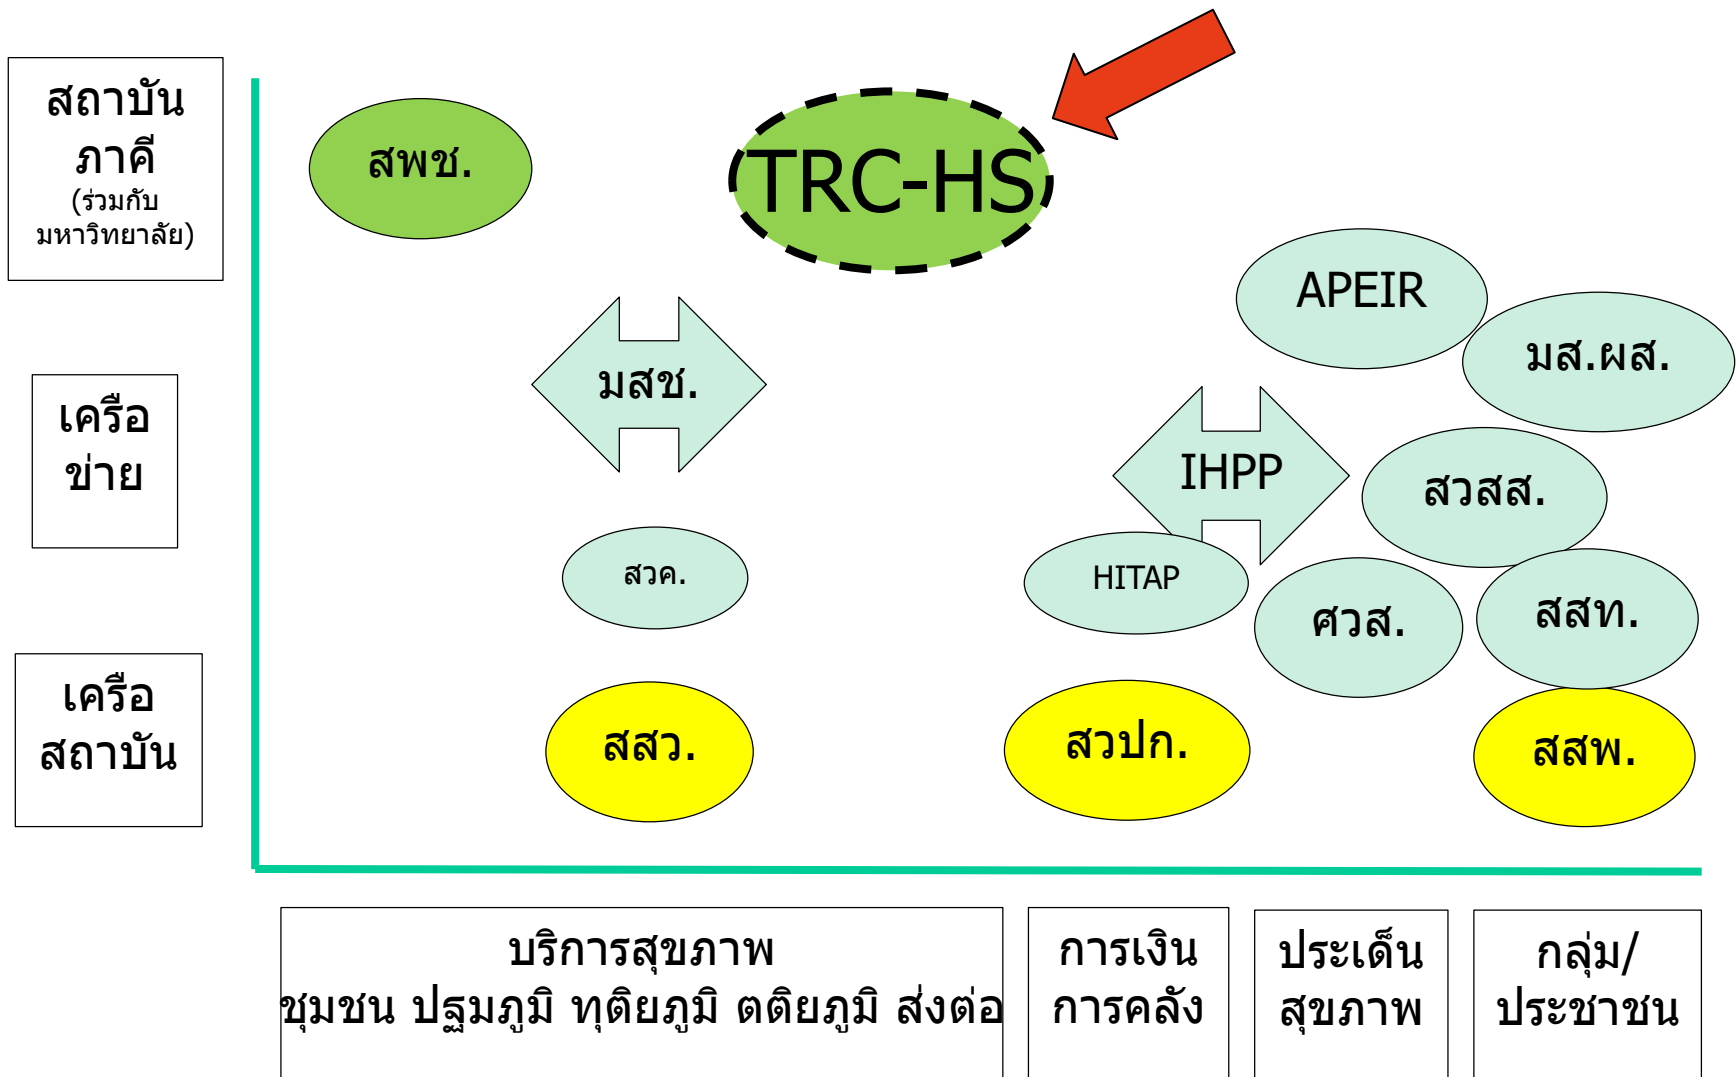 สถาบัน
ภาคี
(ร่วมกับ
มหาวิทยาลัย)
สพช.
TRC-HS
APEIR
มส.ผส.
เครือ
ข่าย
มสช.
IHPP
สวสส.
สวค.
HITAP
ศวส.
สสท.
เครือ
สถาบัน
สสว.
สวปก.
สสพ.
บริการสุขภาพ
ชุมชน ปฐมภูมิ ทุติยภูมิ ตติยภูมิ ส่งต่อ
การเงิน
การคลัง
ประเด็น
สุขภาพ
กลุ่ม/
ประชาชน